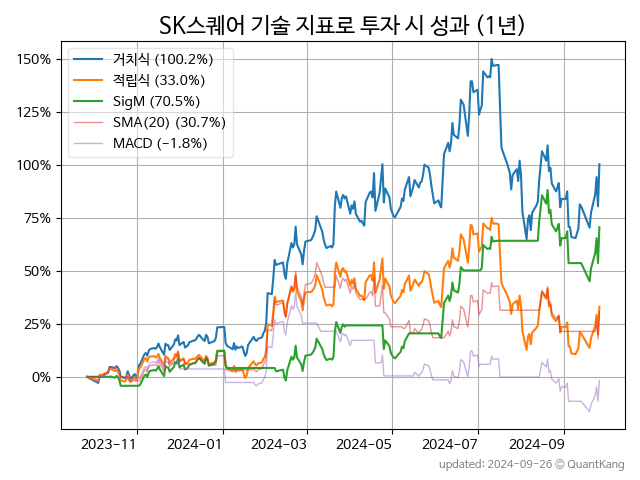 SK스퀘어 기술 지표로 투자 시 성과 (1년)
150%
125%
100%
75%
50%
25%
0%
거치식 (100.2%)
적립식 (33.0%)
SigM (70.5%)
SMA(20) (30.7%)
MACD (-1.8%)
2023-11
2024-01
2024-03
2024-05
2024-07
2024-09
updated: 2024-09-26 © QuantKang